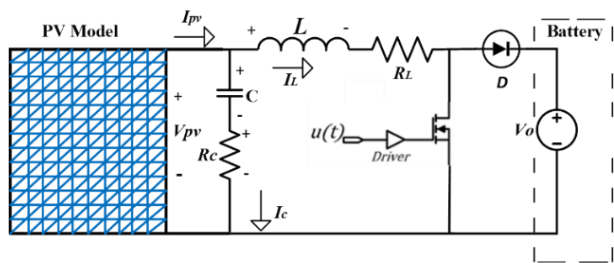 PV Model
Ipv
+ L -
Battery
IL
RL
D
+
C
-
+
Vpv
-
+
Rc
-
u(t)
Driver
Vo
+
-
Ic